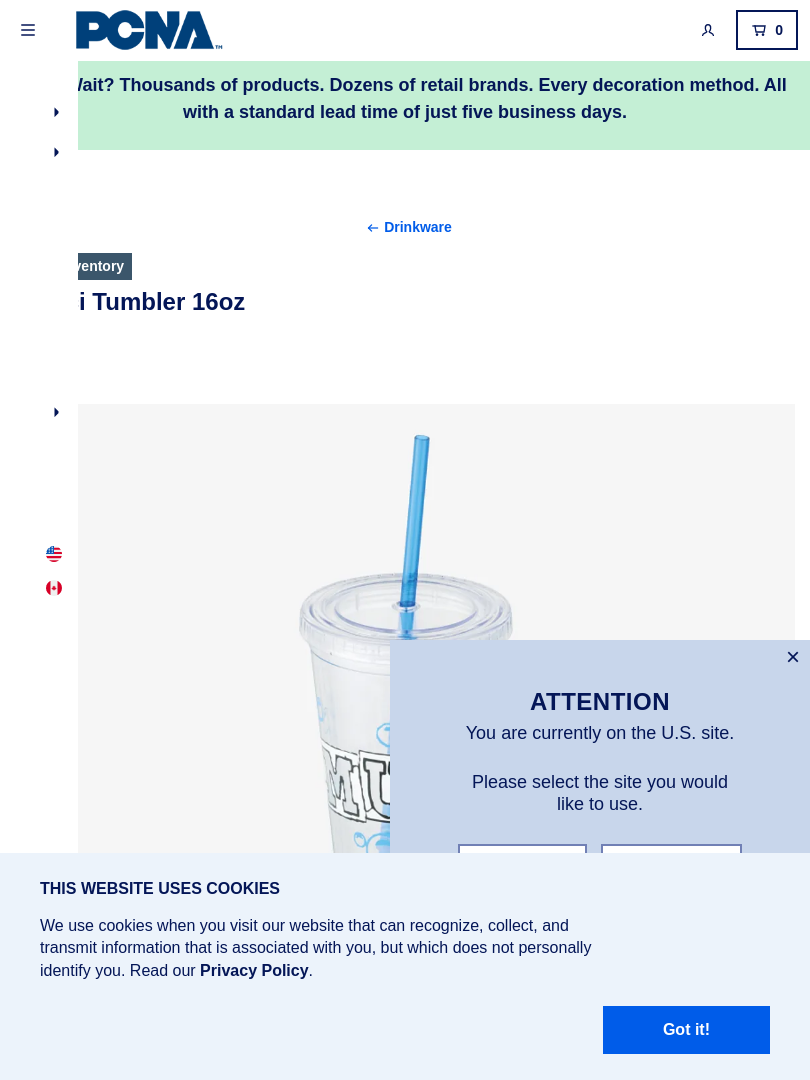 PCNA™
0
Wait? Thousands of products. Dozens of retail brands. Every decoration method. All
with a standard lead time of just five business days.
← Drinkware
Tumbler 16oz
ATTENTION
You are currently on the U.S. site.
Please select the site you would
like to use.
THIS WEBSITE USES COOKIES
We use cookies when you visit our website that can recognize, collect, and
transmit information that is associated with you, but which does not personally
identify you. Read our Privacy Policy.
Got it!